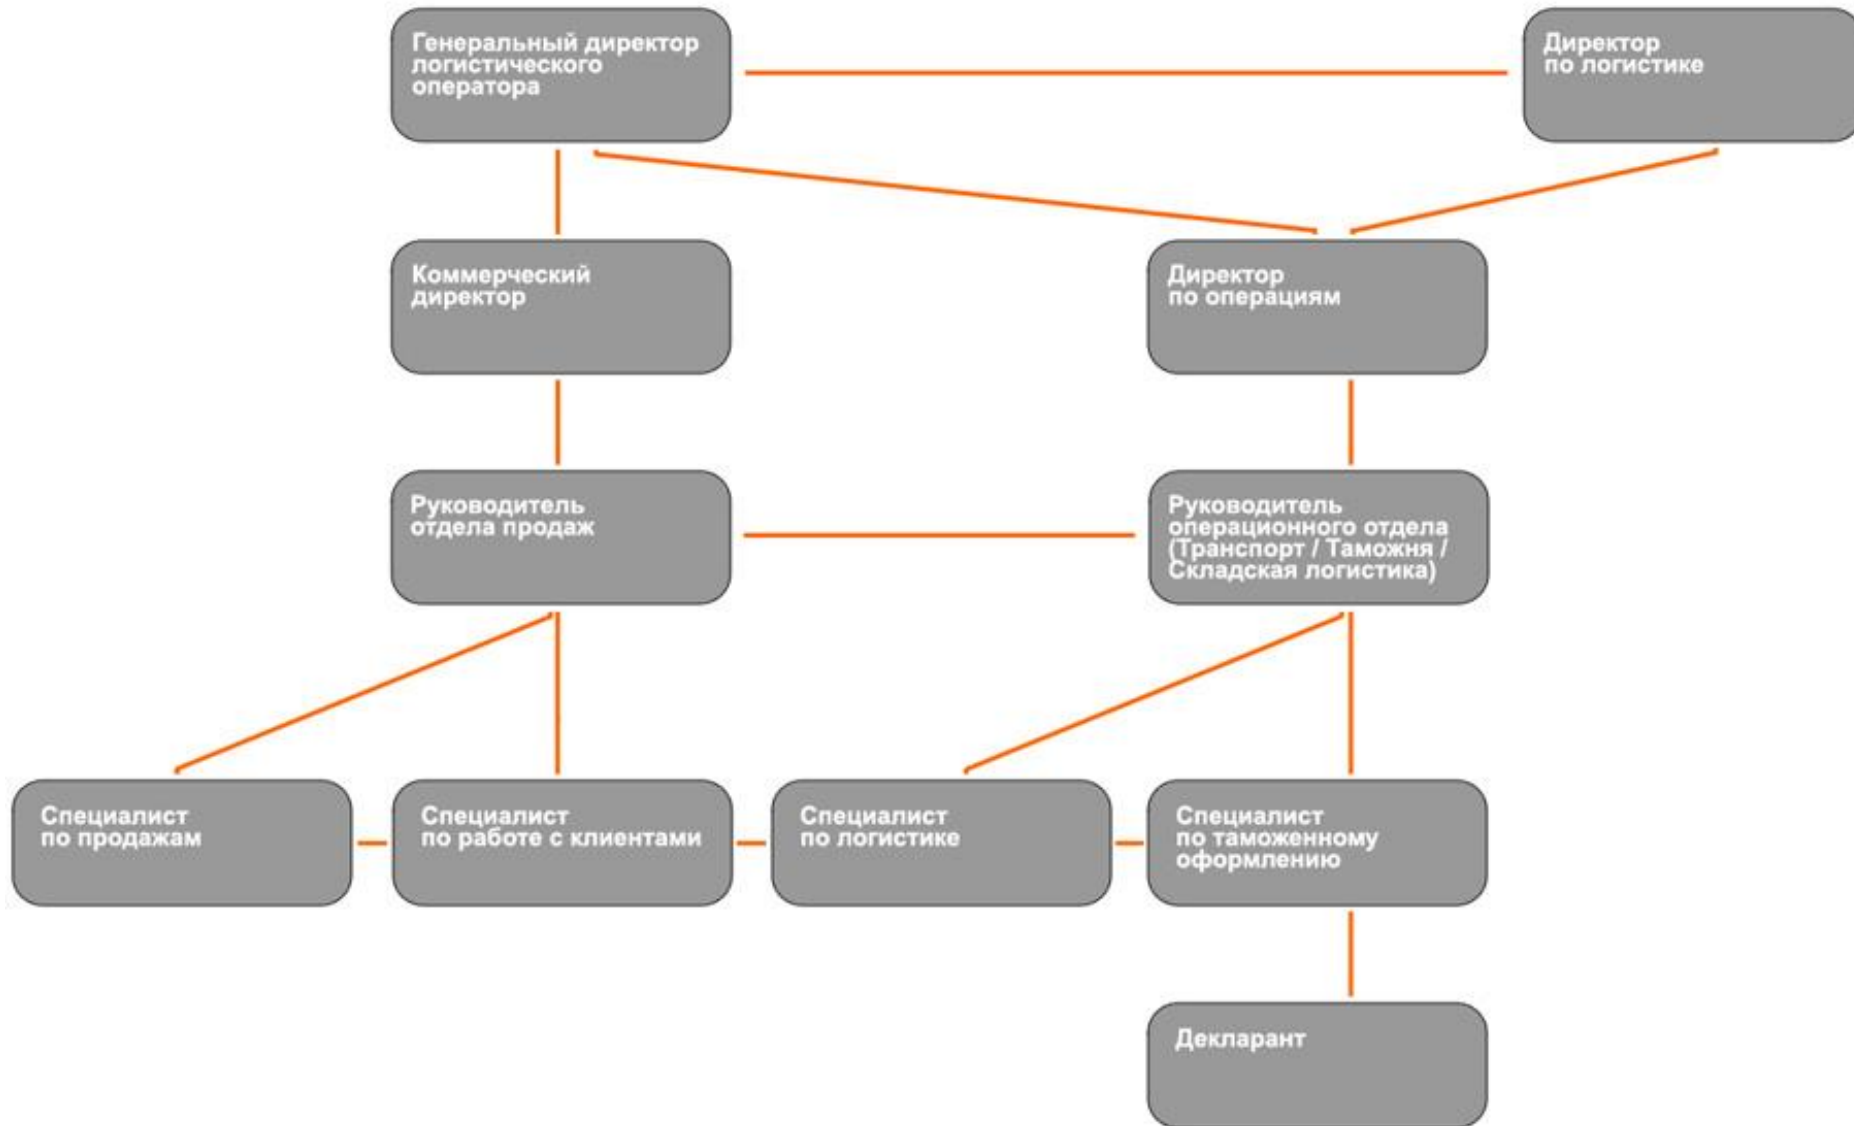 Генеральный директор
логистического
оператора
Директор
по логистике
Коммерческий
директор
Директор
по операциям
Руководитель
отдела продаж
Руководитель
операционного отдела
(Транспорт / Таможня /
Складская логистика)
Специалист
по продажам
Специалист
по работе с клиентами
Специалист
по логистике
Специалист
по таможенному
оформлению
Декларант